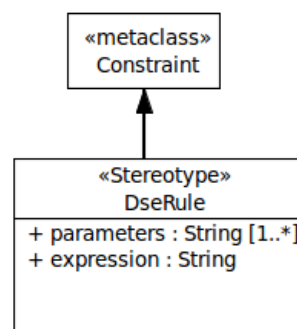 «metaclass»
Constraint
«Stereotype»
DseRule
+ parameters : String [1..*]
+ expression : String